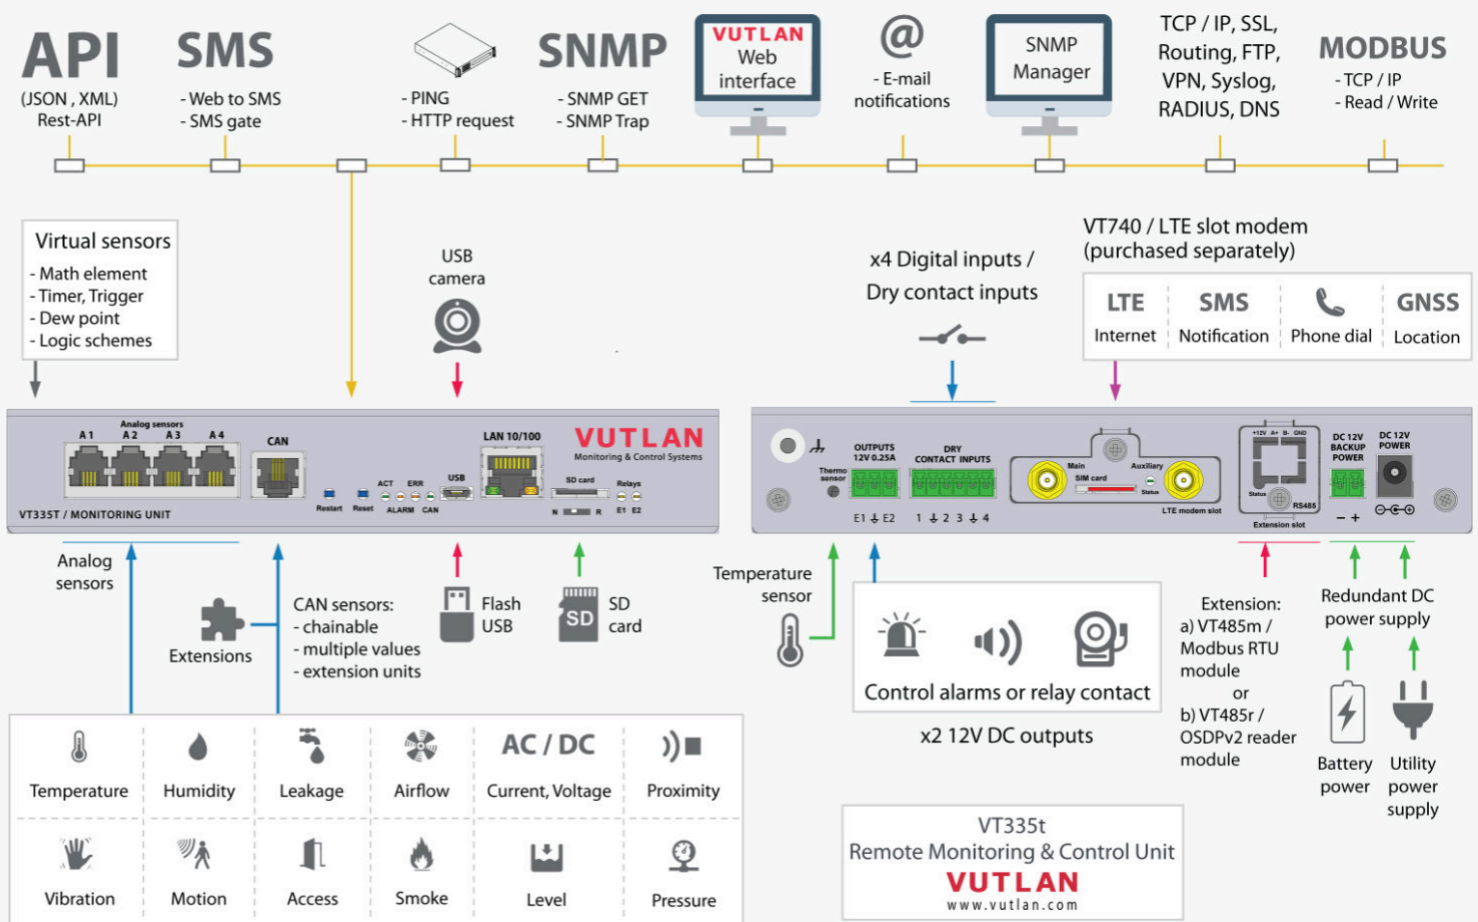 API
(JSON , XML)
Rest-API
SMS
- Web to SMS
- SMS gate
- PING
- HTTP request
SNMP
- SNMP GET
- SNMP Trap
VUTLAN
Web
interface
@
- E-mail
notifications
SNMP
Manager
TCP / IP, SSL,
Routing, FTP,
VPN, Syslog,
RADIUS, DNS
MODBUS
- TCP / IP
- Read / Write
Virtual sensors
- Math element
- Timer, Trigger
- Dew point
- Logic schemes
USB
camera
x4 Digital inputs /
Dry contact inputs
VT740 / LTE slot modem
(purchased separately)
LTE
Internet
SMS
Notification
Phone dial
GNSS
Location
Analog sensors
A 1 A 2 A 3 A 4
CAN
Restart
Reset
ACT ERR
ALARM CAN
USB
LAN 10/100
VUTLAN
Monitoring & Control Systems
SD card
N R
Relays
E1 E2
VT335T / MONITORING UNIT
Thermo
sensor
OUTPUTS
12V 0.25A
E1 E2
DRY
CONTACT INPUTS
1 2 3 4
Main
SIM card
Auxiliary
Status
LTE modem slot
+12V A+ B- GND
Status
RS485
Extension slot
DC 12V
BACKUP
POWER
- +
DC 12V
POWER
Analog
sensors
Extensions
CAN sensors:
- chainable
- multiple values
- extension units
Flash
USB
SD
SD
card
Temperature
sensor
Control alarms or relay contact
x2 12V DC outputs
Extension:
a) VT485m /
Modbus RTU
module
or
b) VT485r /
OSDPv2 reader
module
Redundant DC
power supply
Battery
power
Utility
power
supply
Temperature
Humidity
Leakage
Airflow
AC / DC
Current, Voltage
Proximity
Vibration
Motion
Access
Smoke
Level
Pressure
VT335t
Remote Monitoring & Control Unit
VUTLAN
www.vutlan.com